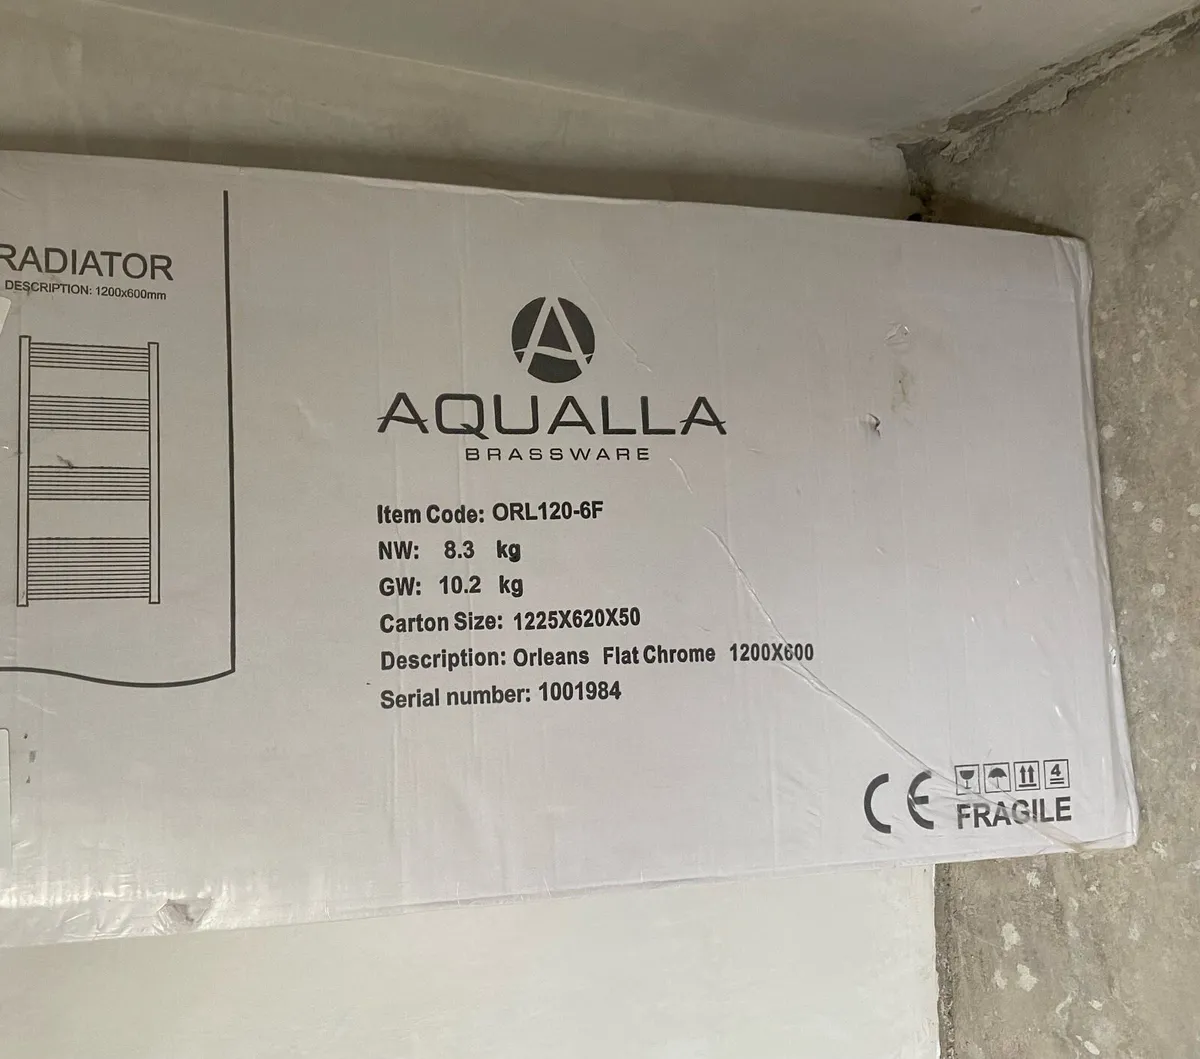 RADIATOR
DESCRIPTION: 1200x600mm
AQUALLA
BRASSWARE
Item Code: ORL120-6F
NW: 8.3 kg
GW: 10.2 kg
Carton Size: 1225X620X50
Description: Orleans Flat Chrome 1200X600
Serial number: 1001984
CE
4
FRAGILE